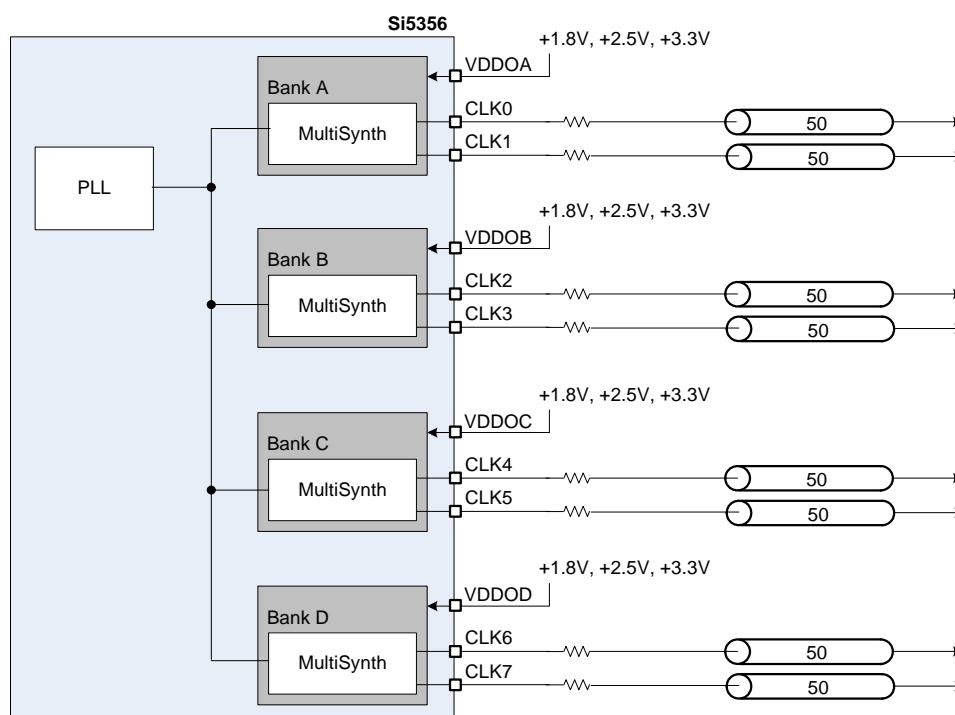 Si5356
+1.8V, +2.5V, +3.3V
VDDOA
Bank A
CLK0
50
MultiSynth
CLK1
50
PLL
+1.8V, +2.5V, +3.3V
VDDOB
Bank B
CLK2
50
MultiSynth
CLK3
50
+1.8V, +2.5V, +3.3V
VDDOC
Bank C
CLK4
50
MultiSynth
CLK5
50
+1.8V, +2.5V, +3.3V
VDDOD
Bank D
CLK6
50
MultiSynth
CLK7
50